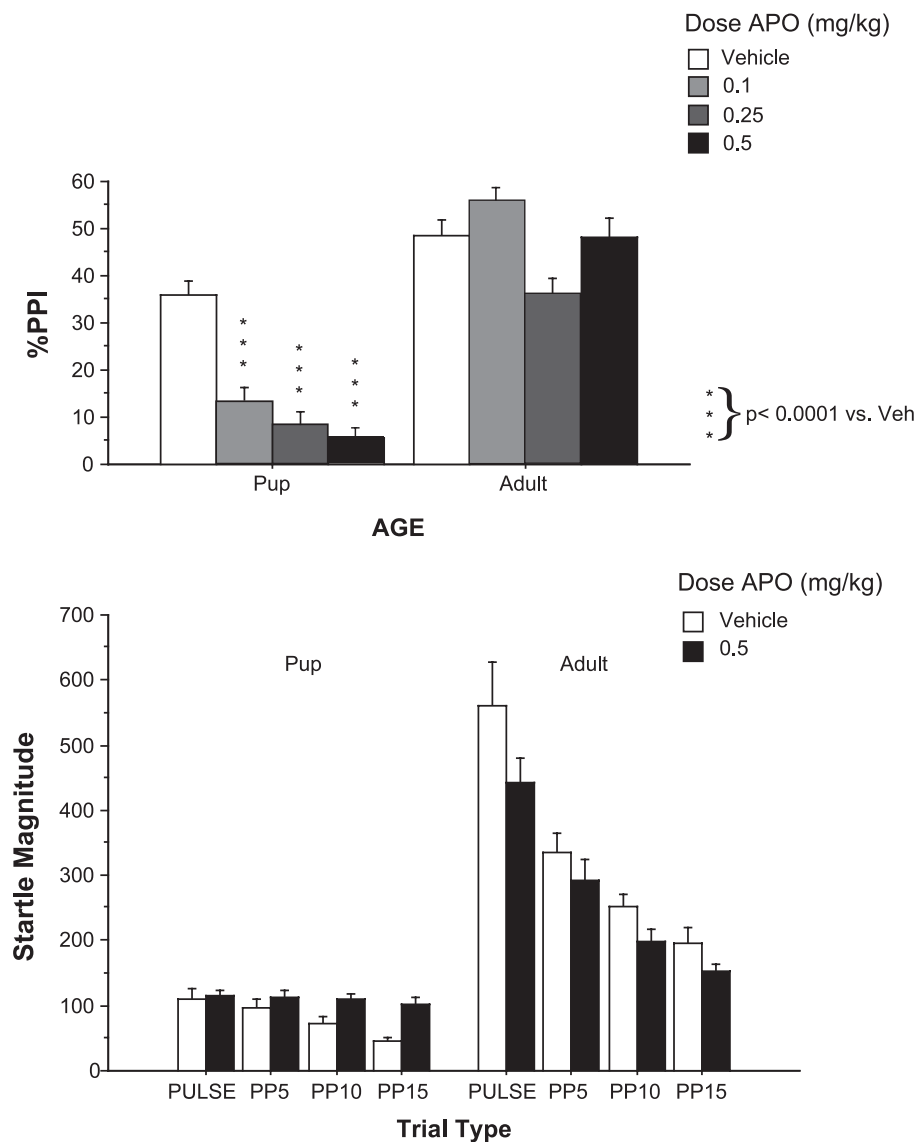 Dose APO (mg/kg)
Vehicle
0.1
0.25
0.5
60
50
40
30
20
10
0
%PPI
* * *
* * *
* * *
* * * } p< 0.0001 vs. Veh
Pup Adult
AGE
Dose APO (mg/kg)
Vehicle
0.5
700
600
500
400
300
200
100
0
Startle Magnitude
Pup Adult
PULSE PP5 PP10 PP15 PULSE PP5 PP10 PP15
Trial Type